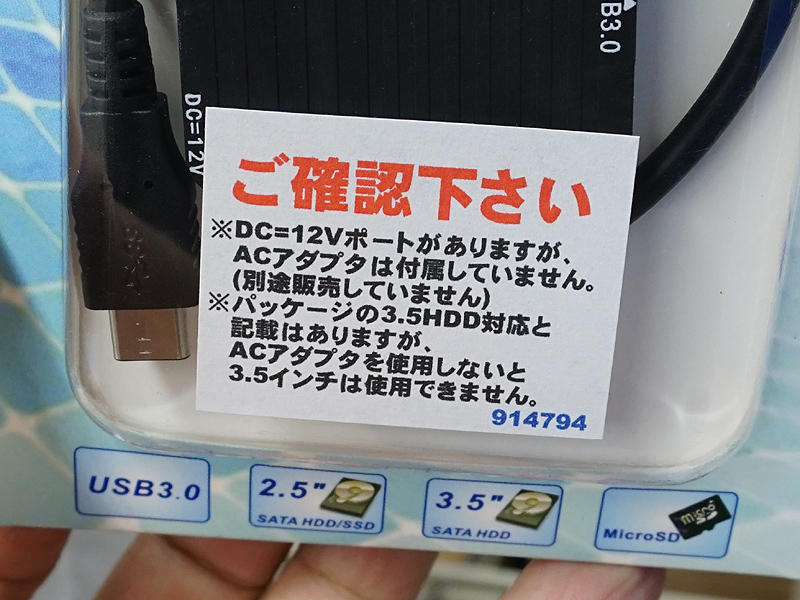 B3.0
DC=12V
ご確認下さい
※DC=12Vポートがありますが、
ACアダプタは付属していません。
(別途販売していません)
※パッケージの3.5HDD対応と
記載はありますが、
ACアダプタを使用しないと
3.5インチは使用できません。
914794
USB3.0
2.5"
SATA HDD/SSD
3.5"
SATA HDD
MicroSD
micro